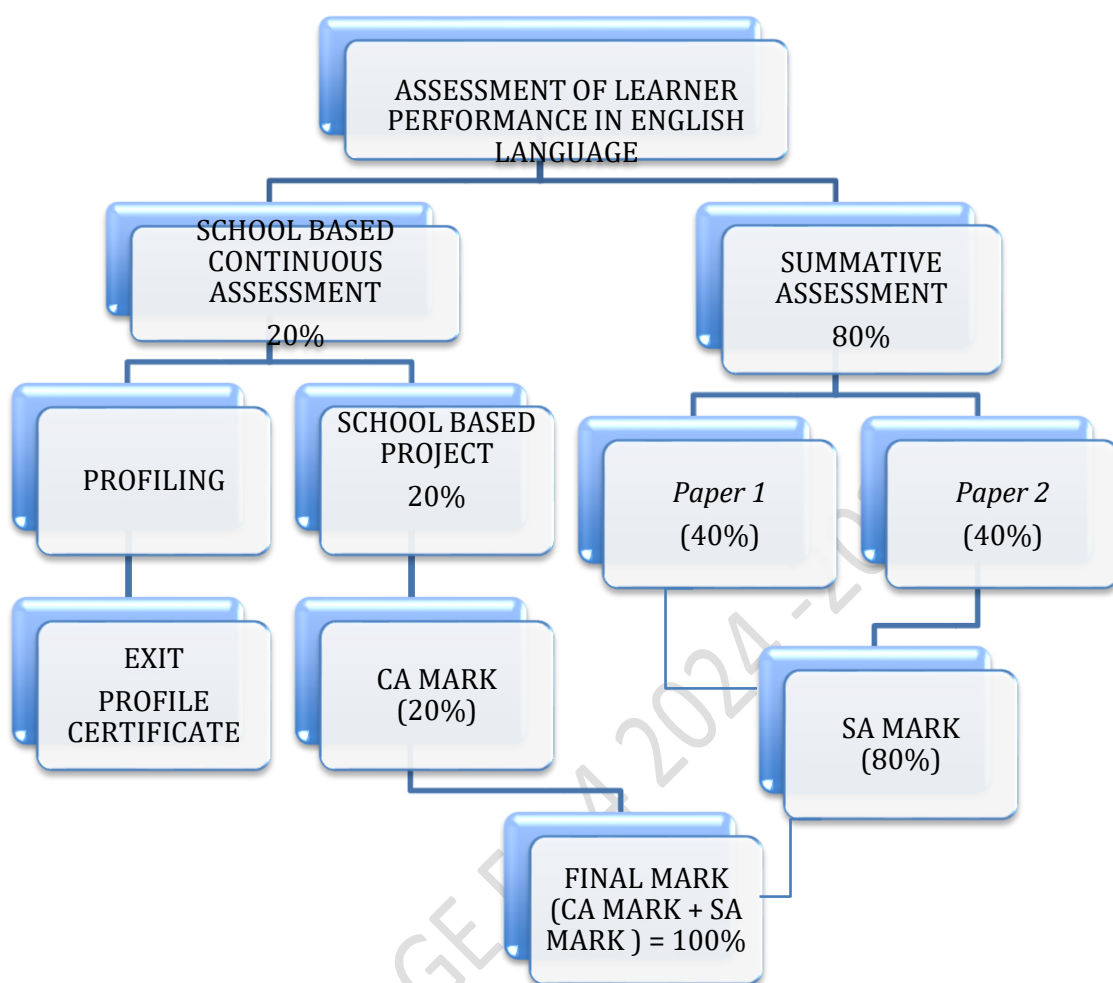 ASSESSMENT OF LEARNER
PERFORMANCE IN ENGLISH
LANGUAGE
SCHOOL BASED
CONTINUOUS
ASSESSMENT
20%
SUMMATIVE
ASSESSMENT
80%
PROFILING
SCHOOL BASED
PROJECT
20%
Paper 1
(40%)
Paper 2
(40%)
EXIT
PROFILE
CERTIFICATE
CA MARK
(20%)
SA MARK
(80%)
FINAL MARK
(CA MARK + SA
MARK ) = 100%
4 2024 -